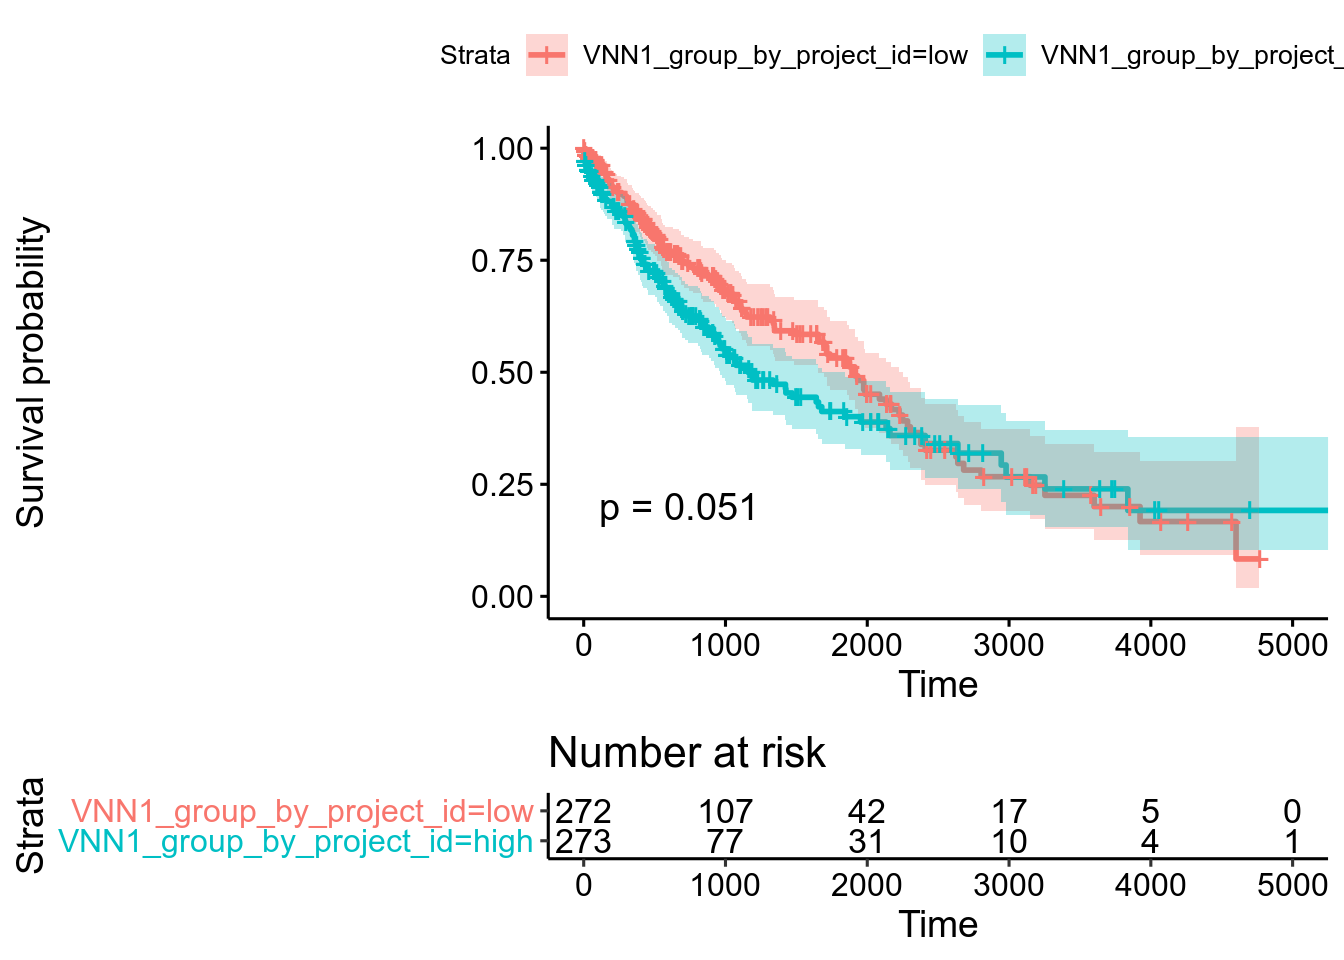 Strata VNN1_group_by_project_id=low VNN1_group_by_project_
Survival probability
1.00
0.75
0.50
0.25
0.00
p = 0.051
0 1000 2000 3000 4000 5000
Time
Number at risk
Strata
VNN1_group_by_project_id=low 272 107 42 17 5 0
VNN1_group_by_project_id=high 273 77 31 10 4 1
0 1000 2000 3000 4000 5000
Time